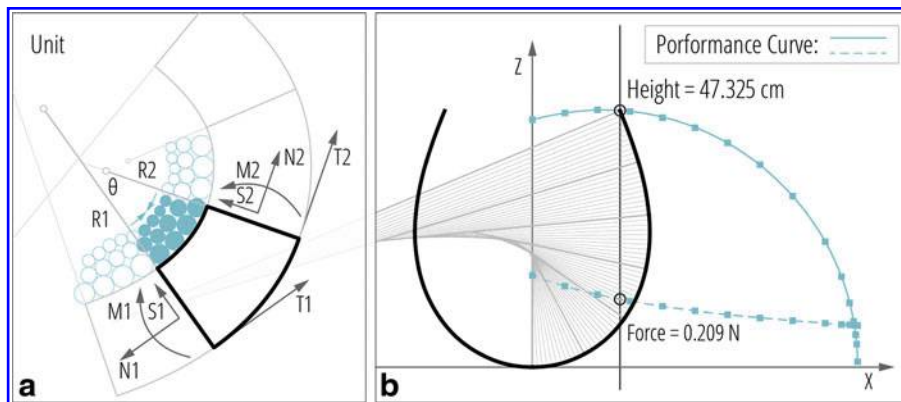 Unit
R2
θ
R1
M2
S2
N2
T2
M1
S1
T1
N1
a
Porformance Curve:
Z
Height = 47.325 cm
Force = 0.209 N
X
b